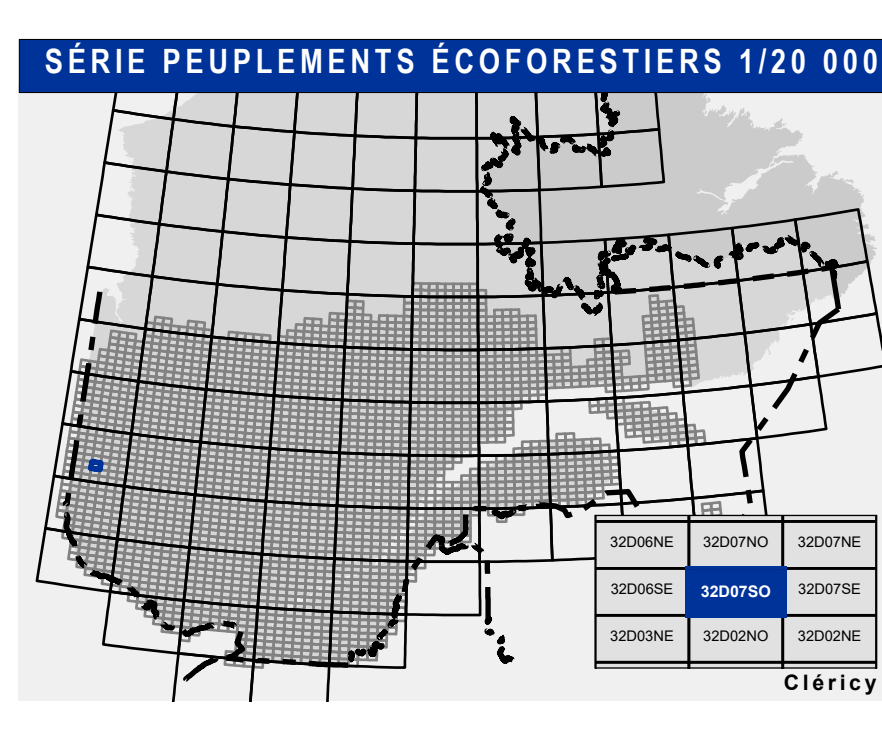 SÉRIE PEUPLEMENTS ÉCOFORESTIERS 1/20 000
32D06NE 32D07NO 32D07NE
32D06SE 32D07SO 32D07SE
32D03NE 32D02NO 32D02NE
Cléricy